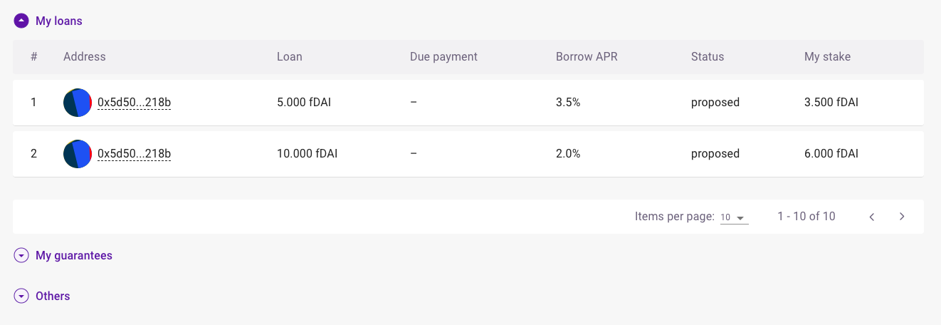 My loans
# Address Loan Due payment Borrow APR Status My stake
1 0x5d50...218b 5.000 fDAI – 3.5% proposed 3.500 fDAI
2 0x5d50...218b 10.000 fDAI – 2.0% proposed 6.000 fDAI
Items per page: 10 1 - 10 of 10
My guarantees
Others